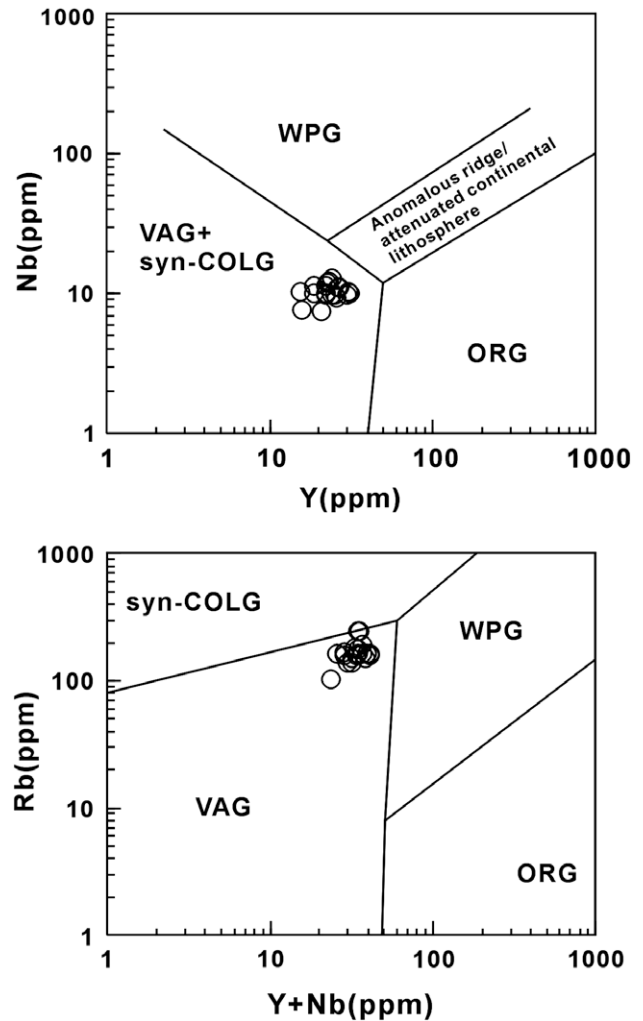 1000
WPG
100
Anomalous ridge/
attenuated continental
lithosphere
VAG+
syn-COLG
Nb(ppm)
10
ORG
1
1 10 100 1000
Y(ppm)
1000
syn-COLG
WPG
100
Rb(ppm)
VAG
10
ORG
1
1 10 100 1000
Y+Nb(ppm)